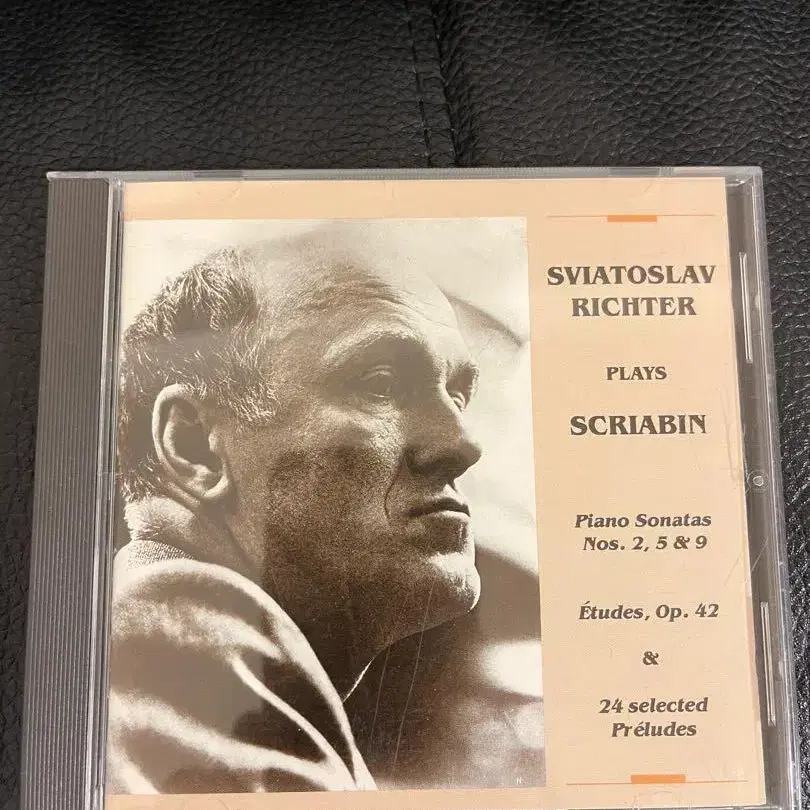 SVIATOSLAV
RICHTER
PLAYS
SCRIABIN
Piano Sonatas
Nos. 2, 5 & 9
Études, Op. 42
&
24 selected
Préludes